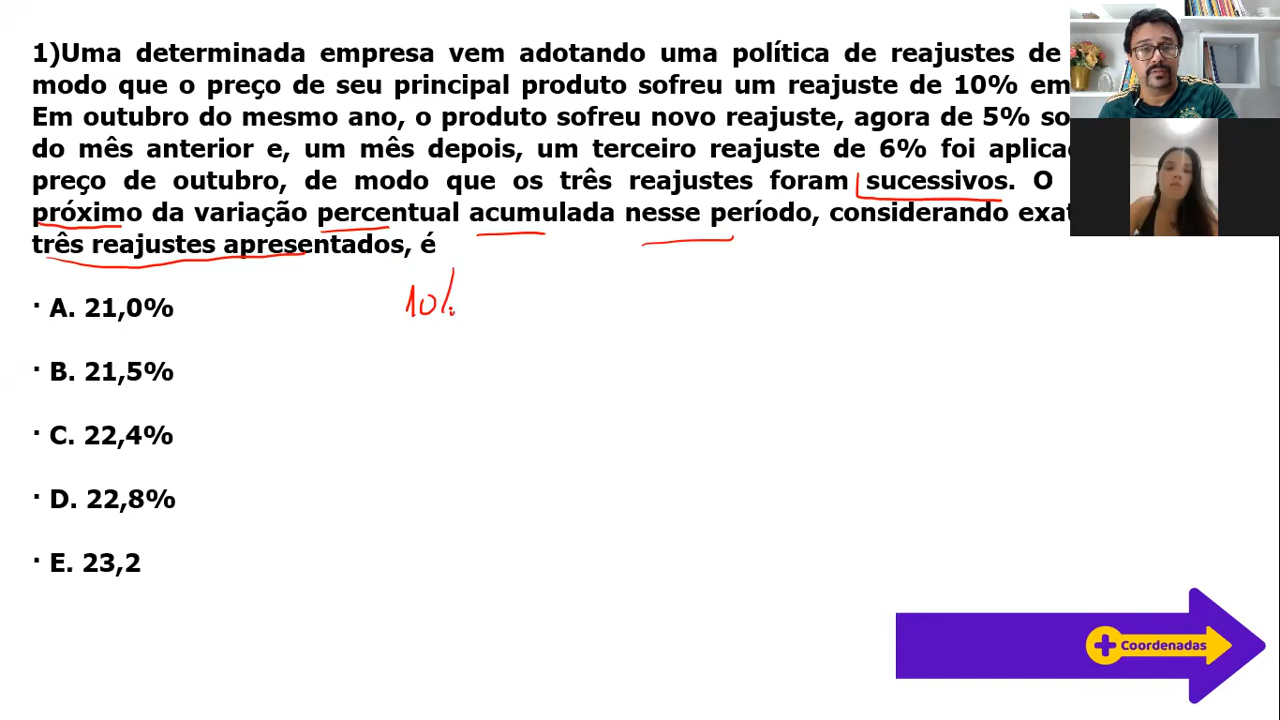 1)Uma determinada empresa vem adotando uma política de reajustes de
modo que o preço de seu principal produto sofreu um reajuste de 10% em
Em outubro do mesmo ano, o produto sofreu novo reajuste, agora de 5% so
do mês anterior e, um mês depois, um terceiro reajuste de 6% foi aplica
preço de outubro, de modo que os três reajustes foram sucessivos. O
próximo da variação percentual acumulada nesse período, considerando exa
três reajustes apresentados, é
10%
· A. 21,0%
· B. 21,5%
· C. 22,4%
· D. 22,8%
· E. 23,2
+ Coordenadas